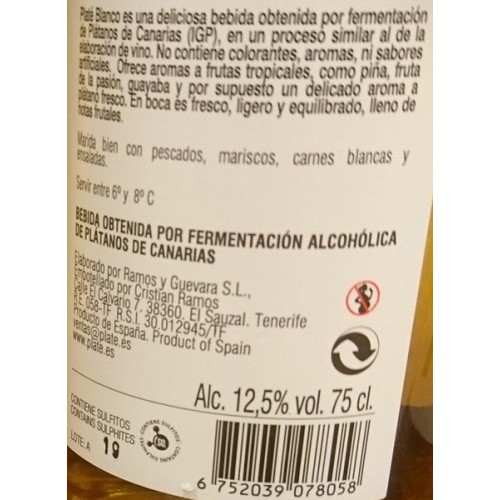 Platé Blanco es una deliciosa bebida obtenida por fermentación
de Plátanos de Canarias (IGP), en un proceso similar al de la
elaboración de vino. No contiene colorantes, aromas, ni sabores
artificiales. Ofrece aromas a frutas tropicales, como piña, fruta
de la pasión, guayaba y por supuesto un delicado aroma a
plátano fresco. En boca es fresco, ligero y equilibrado, lleno de
notas frutales.
Marida bien con pescados, mariscos, carnes blancas y
ensaladas.
Servir entre 6º y 8º C
BEBIDA OBTENIDA POR FERMENTACIÓN ALCOHÓLICA
DE PLÁTANOS DE CANARIAS
Elaborado por Ramos y Guevara S.L.,
Embotellado por Cristian Ramos
Calle El Calvario 7. 38360. El Sauzal. Tenerife
R.E. 058-TF R.S.I. 30.012945/TF
Producto de España. Product of Spain
ventas@plate.es
www.plate.es
Alc. 12,5% vol. 75 cl.
CONTIENE SULFITOS
CONTAINS SULPHITES
LOTE: A 19
6 752039 078058